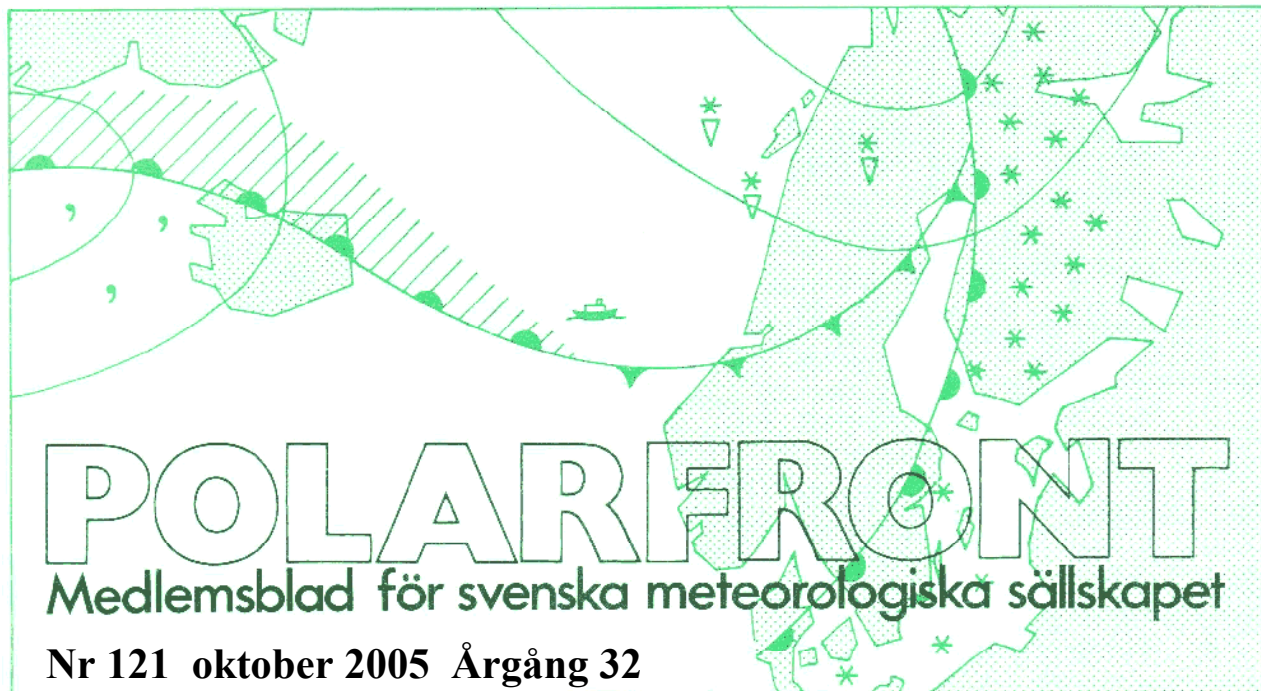 POLARFRONT
Medlemsblad för svenska meteorologiska sällskapet
Nr 121 oktober 2005 Årgång 32